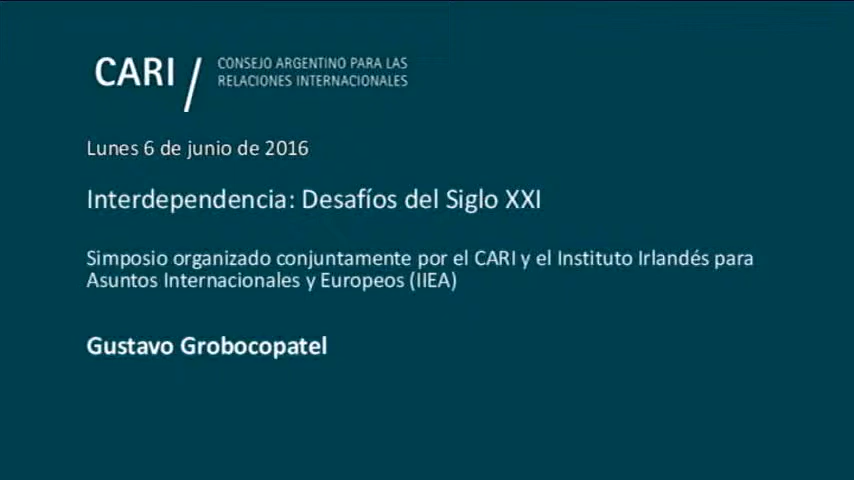 CARI
CONSEJO ARGENTINO PARA LAS
RELACIONES INTERNACIONALES
Lunes 6 de junio de 2016
Interdependencia: Desafíos del Siglo XXI
Simposio organizado conjuntamente por el CARI y el Instituto Irlandés para
Asuntos Internacionales y Europeos (IIEA)
Gustavo Grobocopatel